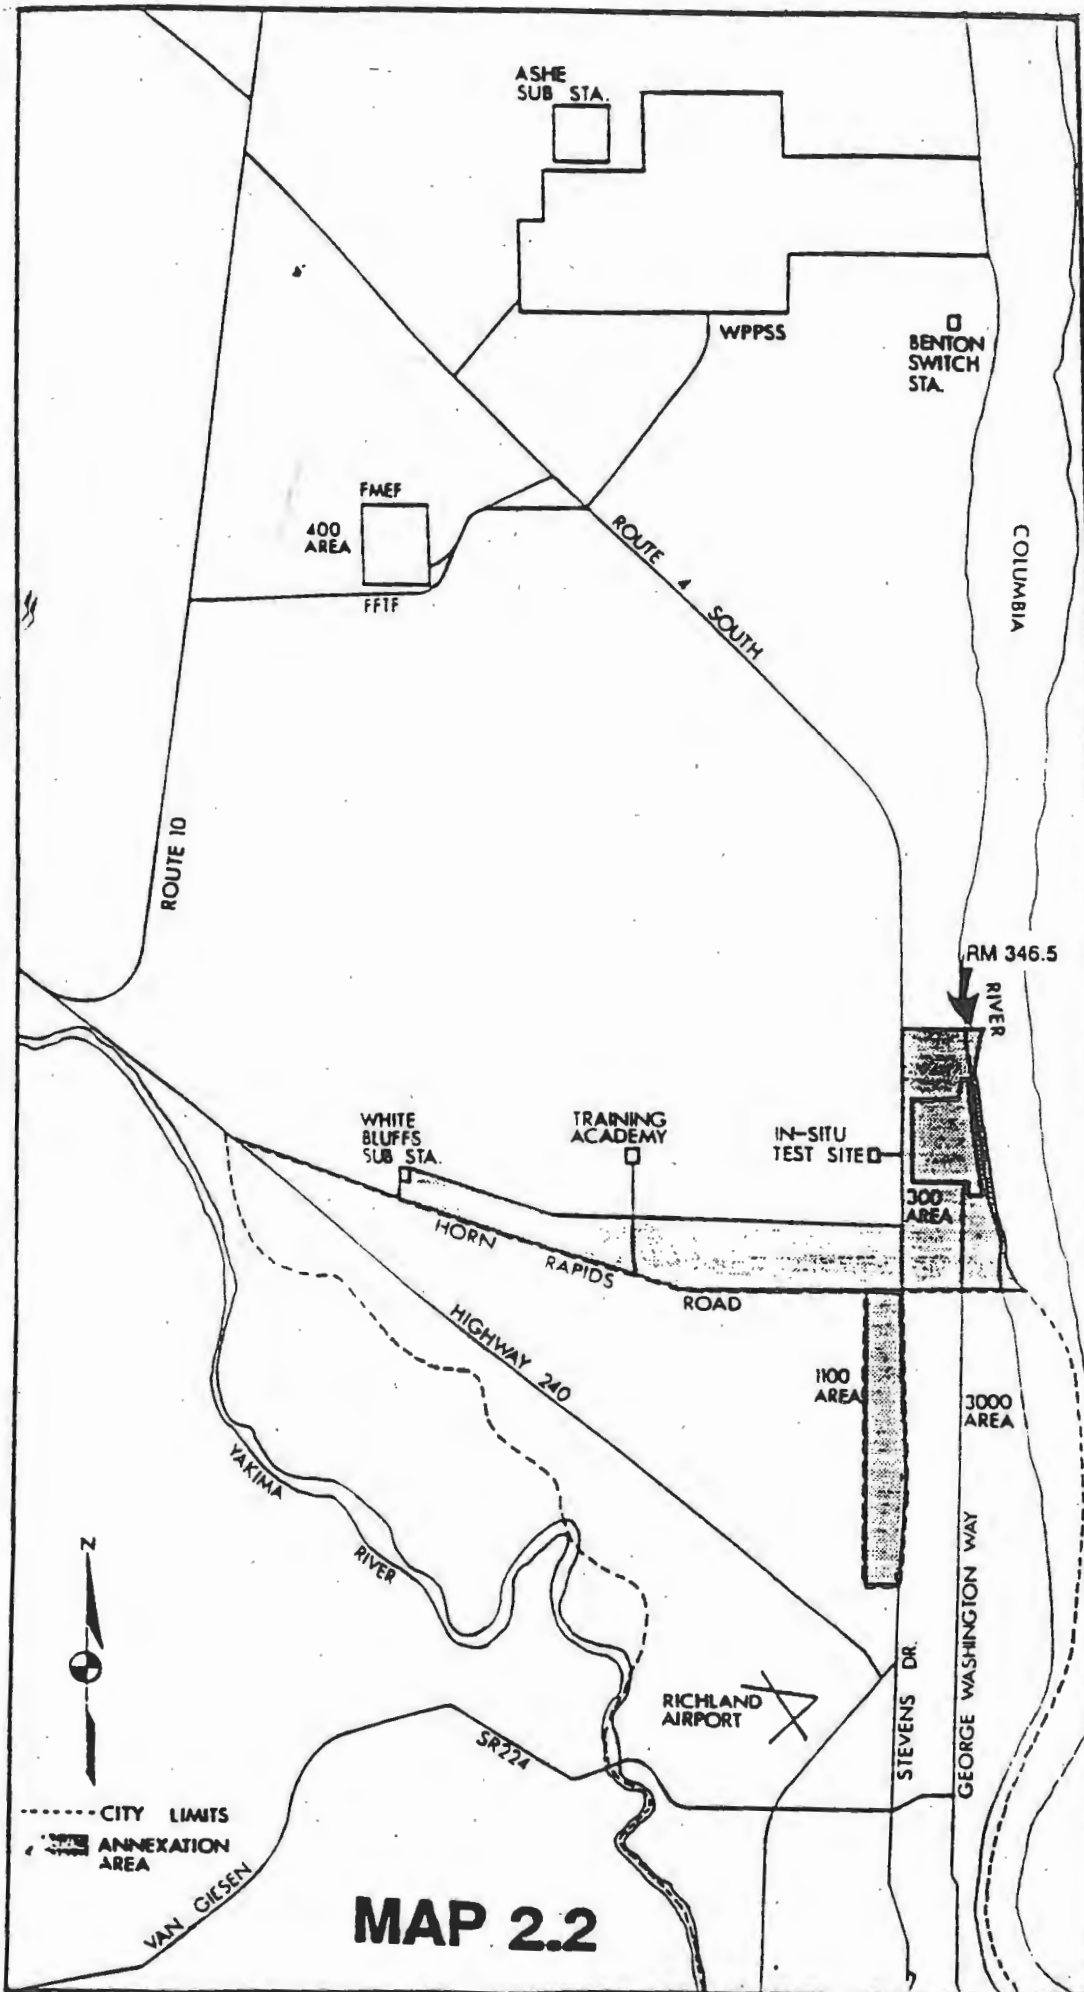 ASHE
SUB STA.
WPPSS
BENTON
SWITCH
STA.
FMEF
400
AREA
FFTF
ROUTE 4 SOUTH
COLUMBIA
ROUTE 10
RM 346.5
RIVER
WHITE
BLUFFS
SUB STA.
TRAINING
ACADEMY
IN-SITU
TEST SITE
300
AREA
HORN RAPIDS ROAD
HIGHWAY 240
1100
AREA
3000
AREA
YAKIMA
RIVER
N
GEORGE WASHINGTON WAY
STEVENS DR.
RICHLAND
AIRPORT
SR224
CITY LIMITS
ANNEXATION
AREA
VAN GIESEN
MAP 2.2